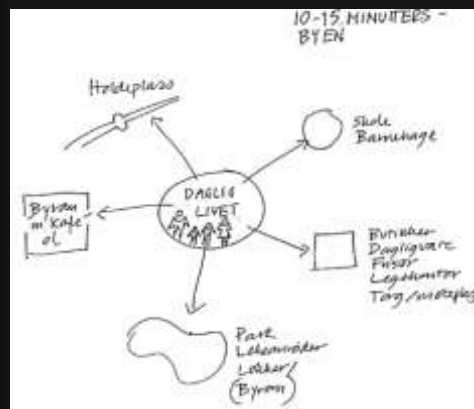 10-15 MINUTTERS -
BYEN
Holdeplass
Skole
Barnehage
DAGLIG
LIVET
Byrom
m/ Kafe
ol
Butikker
Dagligvare
Frisør
Legekontor
Torg/møteplass
Park
Lekeområder
Løkker
(Byrom)